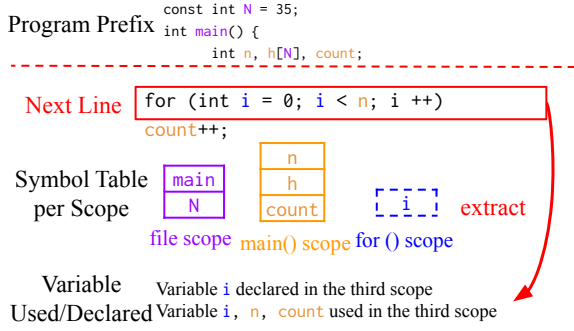 Program Prefix
const int N = 35;
int main() {
int n, h[N], count;
Next Line
for (int i = 0; i < n; i ++)
count++;
Symbol Table
per Scope
main
N
file scope
n
h
count
main() scope
i
for () scope
extract
Variable
Used/Declared
Variable i declared in the third scope
Variable i, n, count used in the third scope